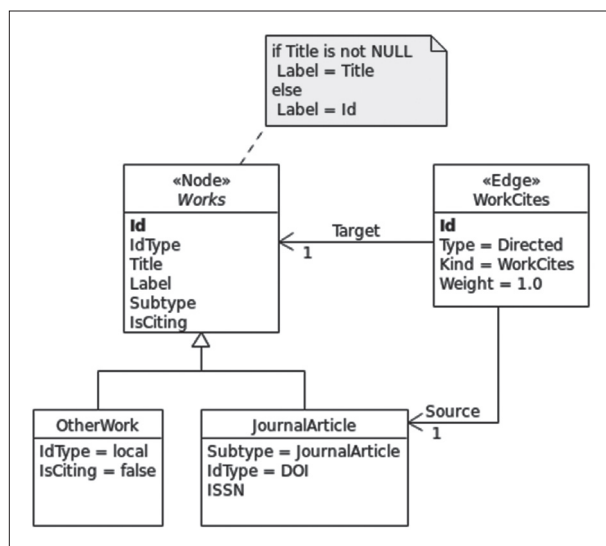 if Title is not NULL
Label = Title
else
Label = Id
«Node»
Works
Id
IdType
Title
Label
Subtype
IsCiting
Target
1
«Edge»
WorkCites
Id
Type = Directed
Kind = WorkCites
Weight = 1.0
Source
1
OtherWork
IdType = local
IsCiting = false
JournalArticle
Subtype = JournalArticle
IdType = DOI
ISSN